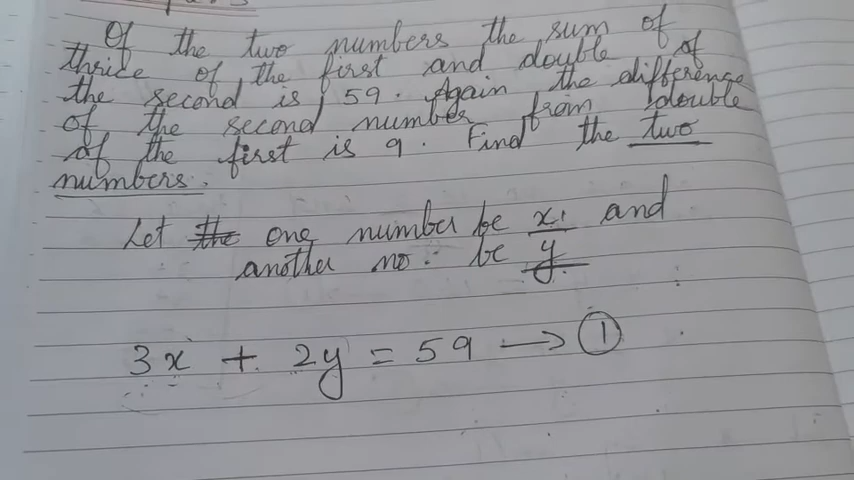 Of the two numbers the sum of
thrice of the first and double of
the second is 59. Again the difference
of the second number from double
of the first is 9. Find the two
numbers.
Let the one number be x, and
another no. be y.
3x + 2y = 59 → ①